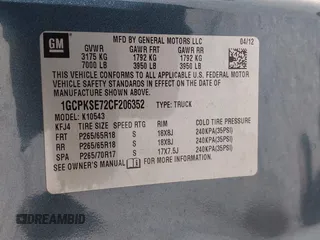 GM
MFD BY GENERAL MOTORS LLC 04/12
GVWR GAWR FRT GAWR RR
3175 KG 1792 KG 1792 KG
7000 LB 3950 LB 3950 LB
THIS VEHICLE CONFORMS TO ALL APPLICABLE U.S. FEDERAL MOTOR
VEHICLE SAFETY STANDARDS IN EFFECT ON THE DATE OF
MANUFACTURE SHOWN ABOVE.
1GCPKSE72CF206352 TYPE: TRUCK
MODEL: K10543
KFJ4 TIRE SIZE SPEED RTG RIM COLD TIRE PRESSURE
FRT P265/65R18 S 18X8J 240KPA(35PSI)
RR P265/65R18 S 18X8J 240KPA(35PSI)
SPA P265/70R17 S 17X7.5J 240KPA(35PSI)
SEE OWNER'S MANUAL
DREAMBID